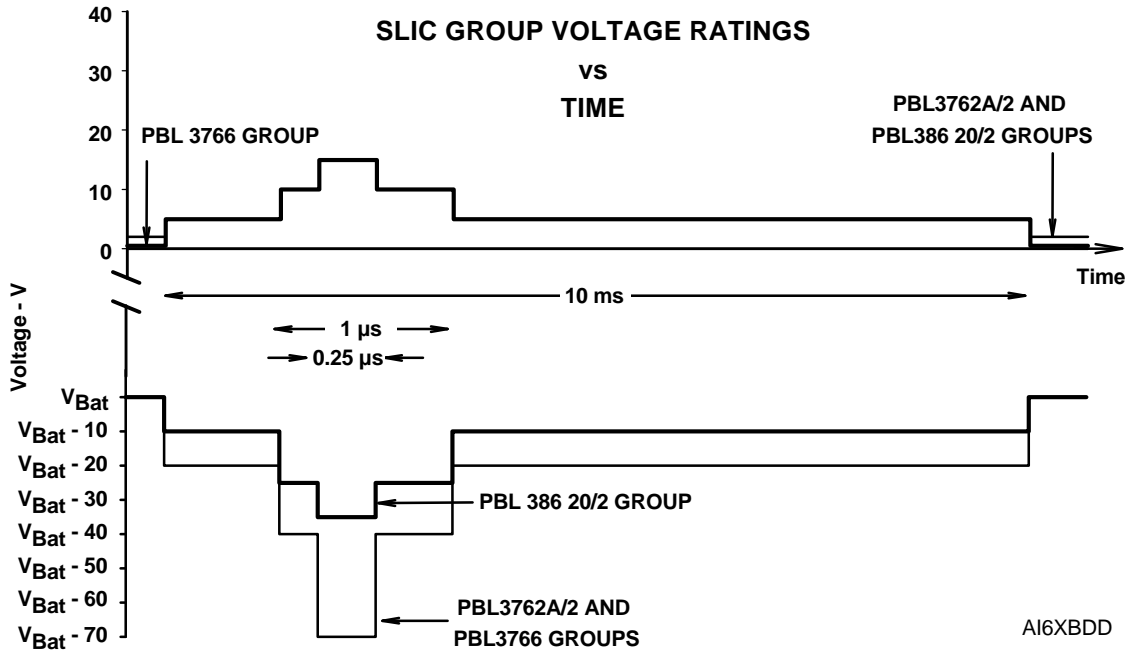 SLIC GROUP VOLTAGE RATINGS
vs
TIME
40
30
20
10
0
PBL 3766 GROUP
PBL3762A/2 AND
PBL386 20/2 GROUPS
Time
10 ms
1 µs
0.25 µs
Voltage - V
VBat
VBat - 10
VBat - 20
VBat - 30
VBat - 40
VBat - 50
VBat - 60
VBat - 70
PBL 386 20/2 GROUP
PBL3762A/2 AND
PBL3766 GROUPS
AI6XBDD